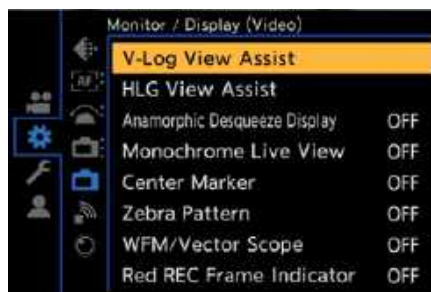 Monitor / Display (Video)
V-Log View Assist
HLG View Assist
Anamorphic Desqueeze Display OFF
Monochrome Live View OFF
Center Marker OFF
Zebra Pattern OFF
WFM/Vector Scope OFF
Red REC Frame Indicator OFF
AF